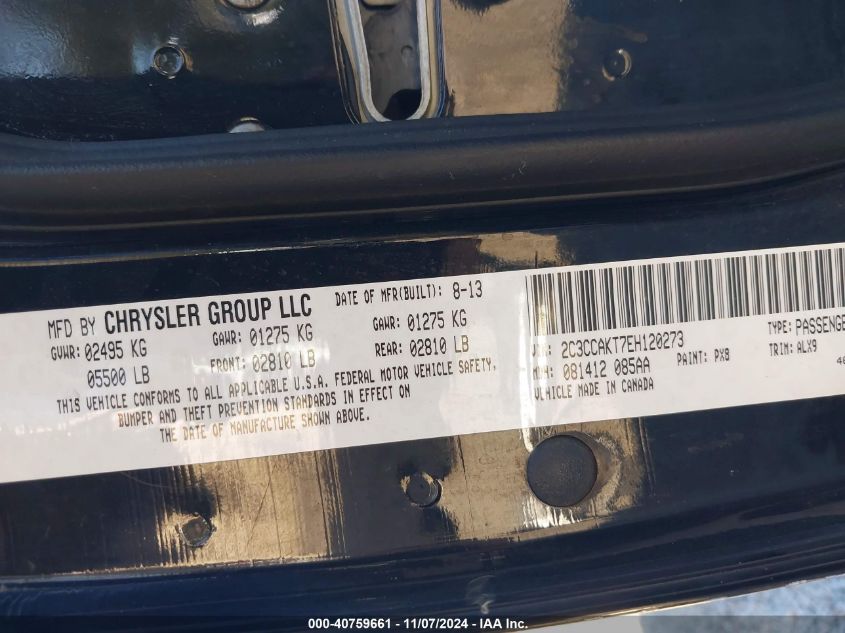 MFD BY CHRYSLER GROUP LLC DATE OF MFR(BUILT): 8-13
GVWR: 02495 KG GAWR: 01275 KG GAWR: 01275 KG
05500 LB FRONT: 02810 LB REAR: 02810 LB
THIS VEHICLE CONFORMS TO ALL APPLICABLE U.S.A. FEDERAL MOTOR VEHICLE SAFETY,
BUMPER AND THEFT PREVENTION STANDARDS IN EFFECT ON
THE DATE OF MANUFACTURE SHOWN ABOVE.
2C3CCAKT7EH120273 TYPE: PASSENGE
081412 085AA PAINT: PX8 TRIM: ALX9
VEHICLE MADE IN CANADA
000-40759661 - 11/07/2024 - IAA Inc.